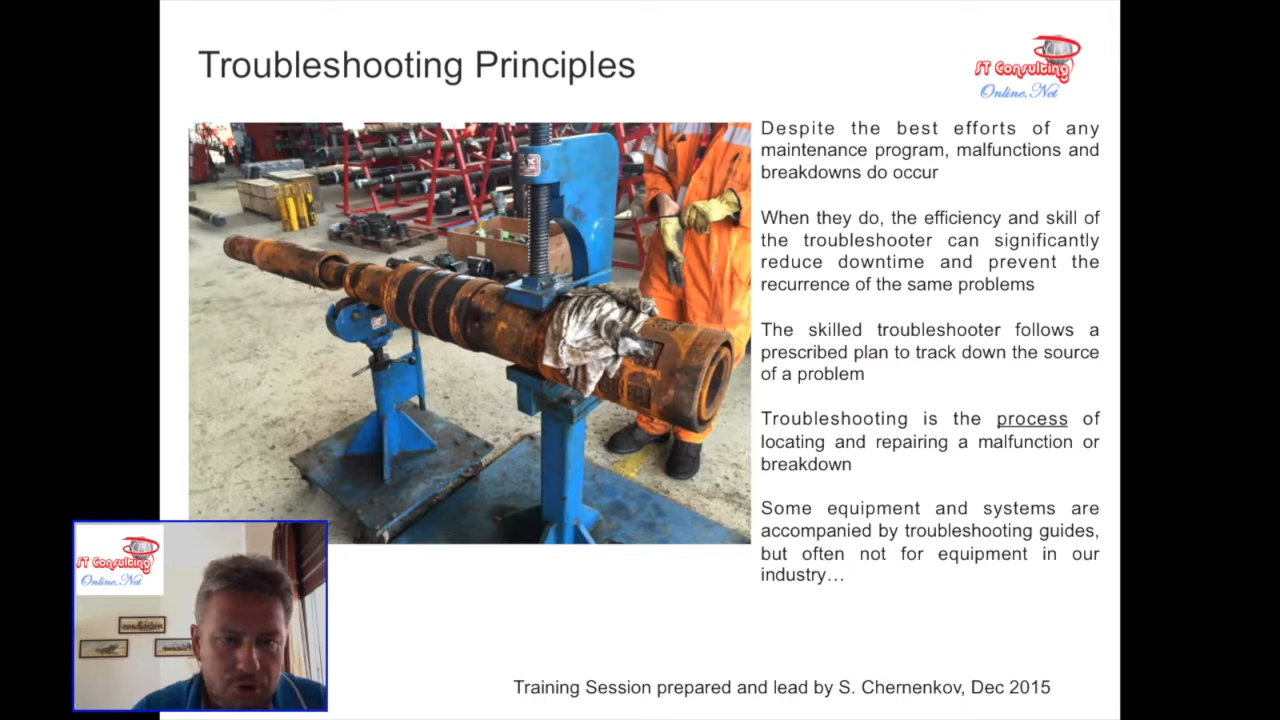 Troubleshooting Principles
ST Consulting
Online.Net
Despite the best efforts of any
maintenance program, malfunctions and
breakdowns do occur
When they do, the efficiency and skill of
the troubleshooter can significantly
reduce downtime and prevent the
recurrence of the same problems
The skilled troubleshooter follows a
prescribed plan to track down the source
of a problem
Troubleshooting is the process of
locating and repairing a malfunction or
breakdown
Some equipment and systems are
accompanied by troubleshooting guides,
but often not for equipment in our
industry…
ST Consulting
Online.Net
Training Session prepared and lead by S. Chernenkov, Dec 2015